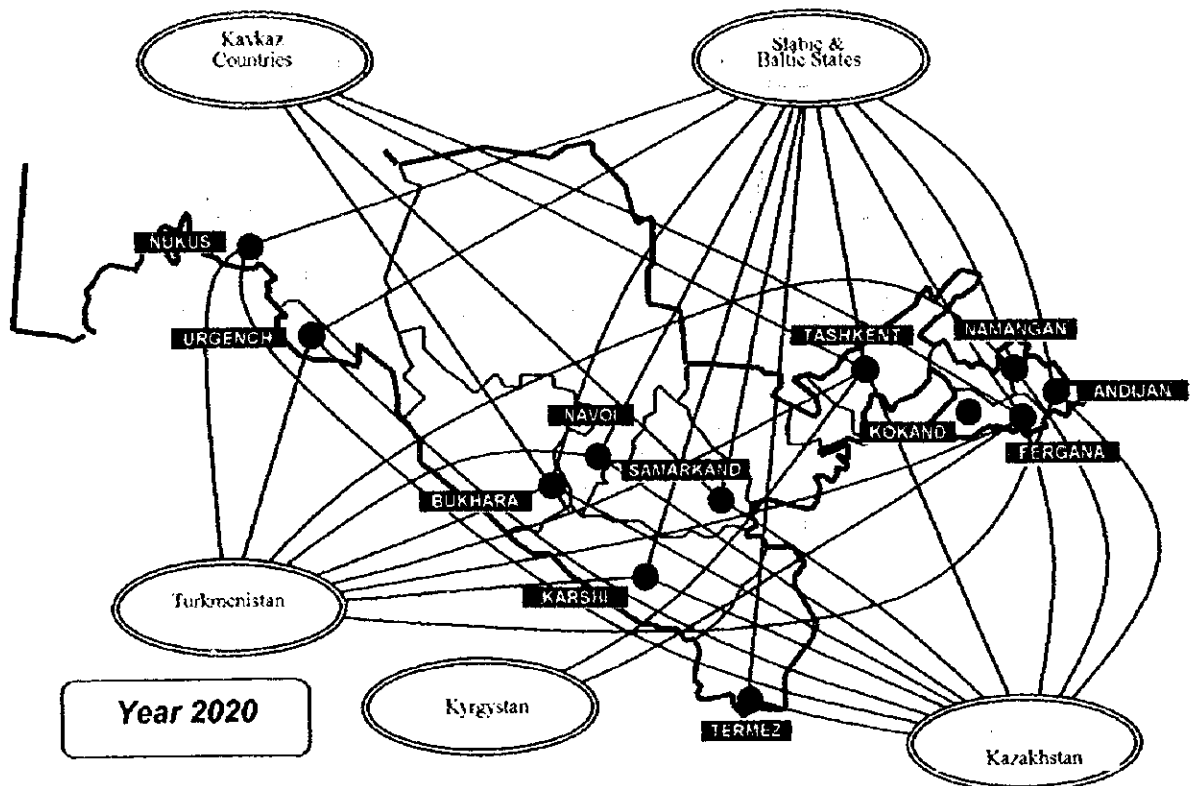 Kavkaz
Countries
Slabic &
Baltic States
NUKUS
URGENCH
TASHKENT
NAMANGAN
ANDIJAN
NAVOI
KOKAND
FERGANA
SAMARKAND
BUKHARA
Turkmenistan
KARSHI
Year 2020
Kyrgystan
TERMEZ
Kazakhstan